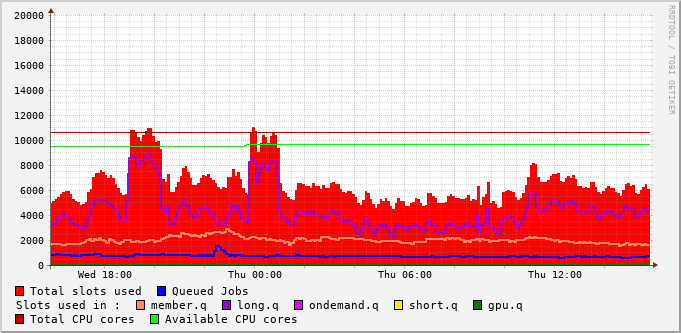 20000
18000
16000
14000
12000
10000
8000
6000
4000
2000
0
Wed 18:00 Thu 00:00 Thu 06:00 Thu 12:00
RRDTOOL / TOBI OETIKER
Total slots used Queued Jobs
Slots used in : member.q long.q ondemand.q short.q gpu.q
Total CPU cores Available CPU cores